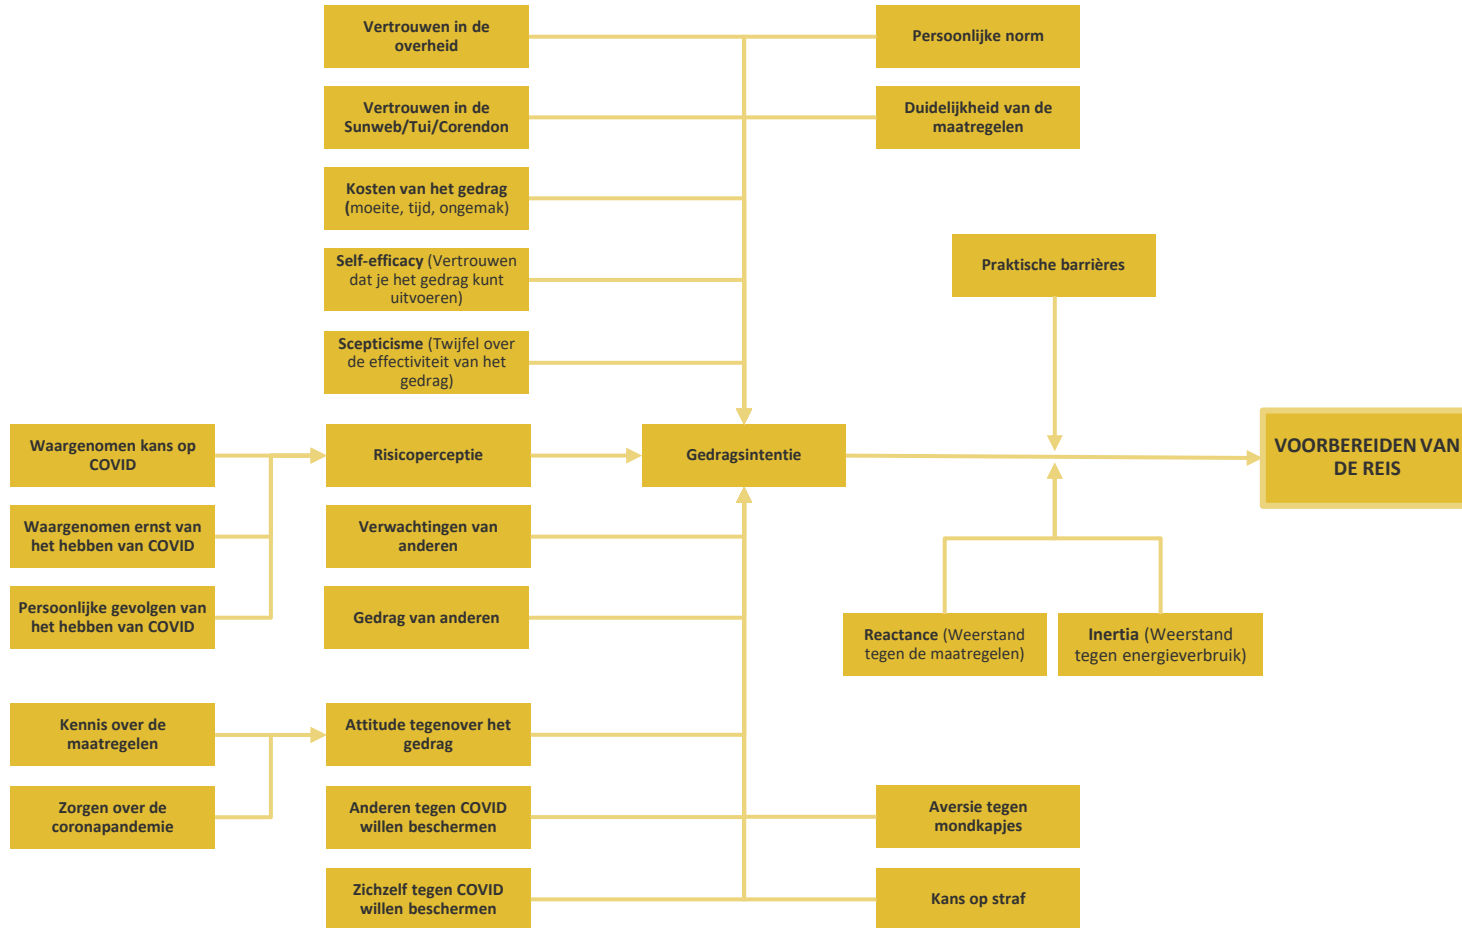 Vertrouwen in de
overheid
Persoonlijke norm
Vertrouwen in de
Sunweb/Tui/Corendon
Duidelijkheid van de
maatregelen
Kosten van het gedrag
(moeite, tijd, ongemak)
Self-efficacy (Vertrouwen
dat je het gedrag kunt
uitvoeren)
Praktische barrières
Scepticisme (Twijfel over
de effectiviteit van het
gedrag)
Waargenomen kans op
COVID
Risicoperceptie
Gedragsintentie
VOORBEREIDEN VAN
DE REIS
Waargenomen ernst van
het hebben van COVID
Verwachtingen van
anderen
Persoonlijke gevolgen van
het hebben van COVID
Gedrag van anderen
Reactance (Weerstand
tegen de maatregelen)
Inertia (Weerstand
tegen energieverbruik)
Kennis over de
maatregelen
Attitude tegenover het
gedrag
Zorgen over de
coronapandemie
Anderen tegen COVID
willen beschermen
Aversie tegen
mondkapjes
Zichzelf tegen COVID
willen beschermen
Kans op straf